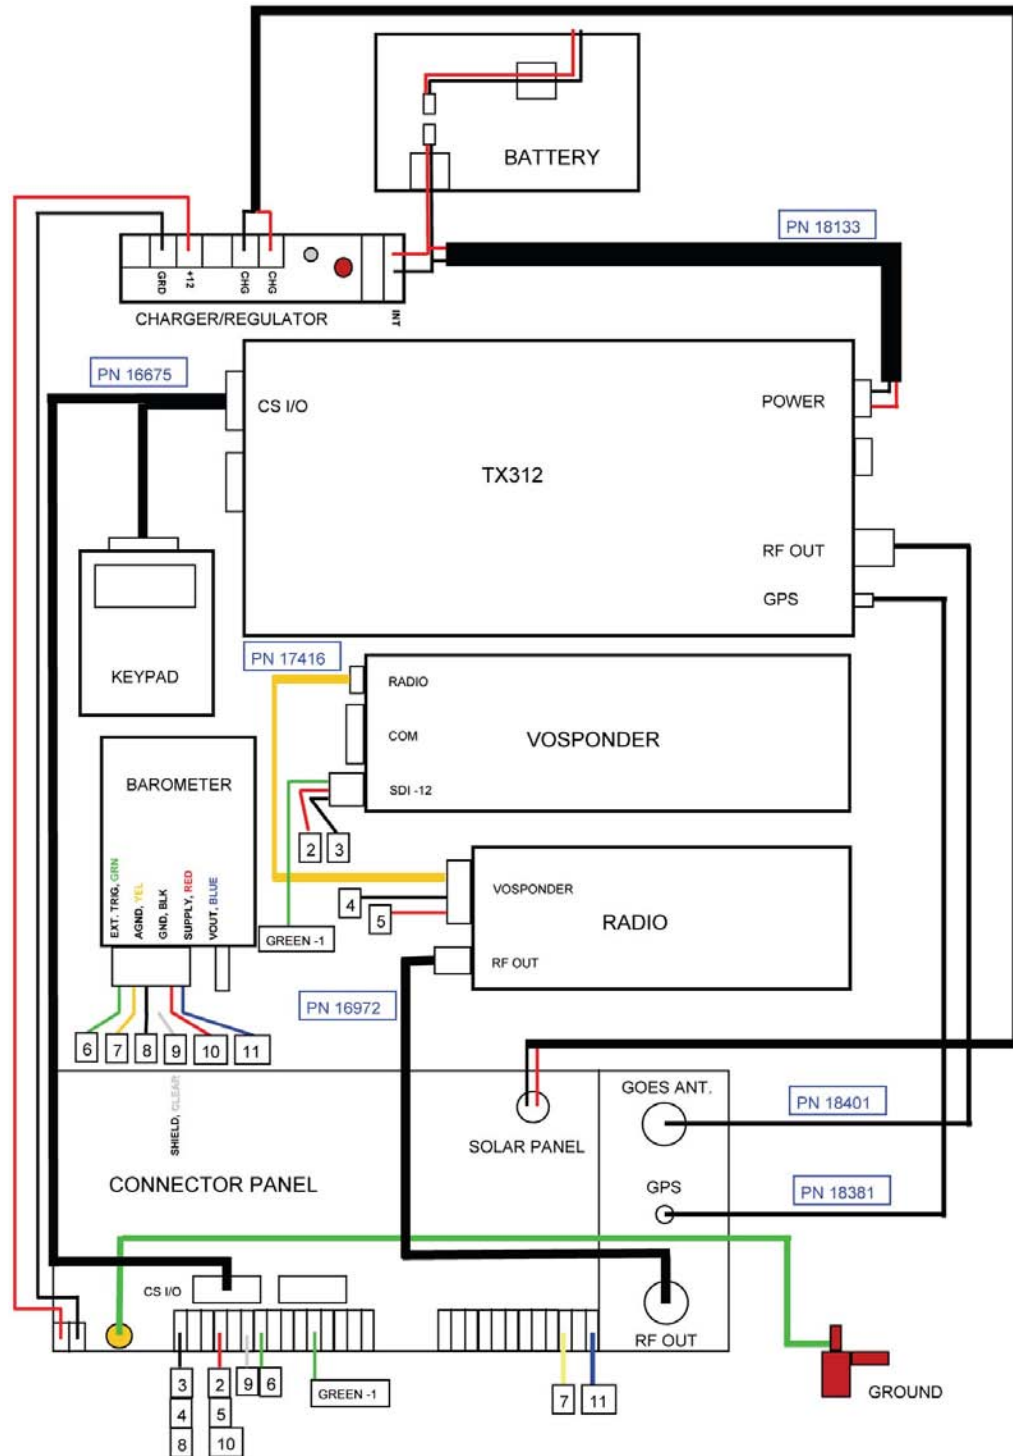 BATTERY
PN 18133
GRD
+12
CHG
CHG
INT
CHARGER/REGULATOR
PN 16675
CS I/O
POWER
TX312
RF OUT
GPS
KEYPAD
PN 17416
RADIO
COM
VOSPONDER
SDI -12
2
3
BAROMETER
EXT. TRIG, GRN
AGND, YEL
GND, BLK
SUPPLY, RED
VOUT, BLUE
VOSPONDER
4
5
RADIO
GREEN -1
RF OUT
PN 16972
6
7
8
9
10
11
SHIELD, CLEAR
GOES ANT.
PN 18401
SOLAR PANEL
CONNECTOR PANEL
GPS
PN 18381
CS I/O
RF OUT
3
2
9
6
GREEN -1
7
11
GROUND
4
5
8
10